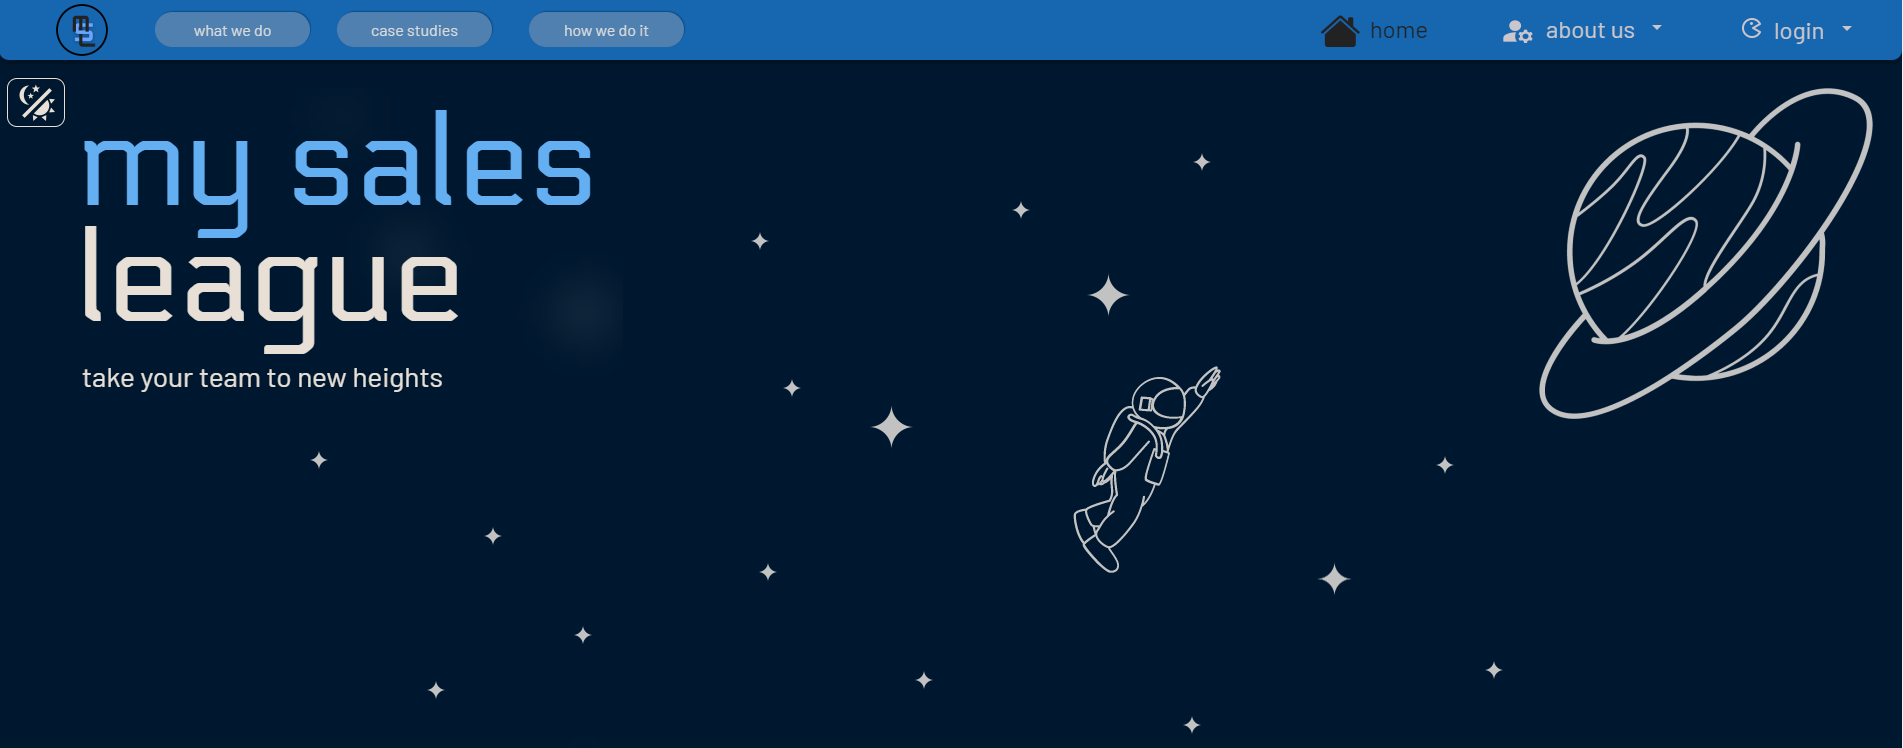 what we do
case studies
how we do it
home
about us
login
my sales
league
take your team to new heights